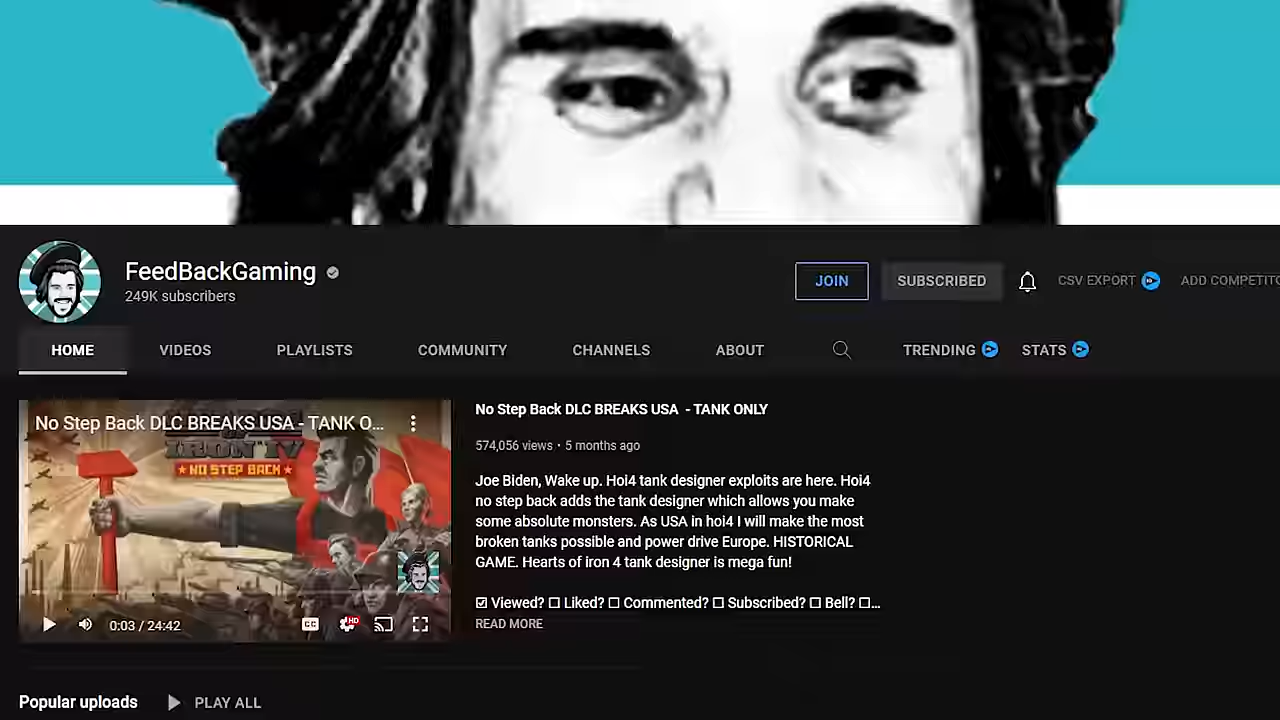 FeedBackGaming
249K subscribers
JOIN
SUBSCRIBED
CSV EXPORT
ADD COMPETITO
HOME
VIDEOS
PLAYLISTS
COMMUNITY
CHANNELS
ABOUT
TRENDING
STATS
No Step Back DLC BREAKS USA - TANK O...
IRON IV
NO STEP BACK
CC
HD
0:03 / 24:42
No Step Back DLC BREAKS USA - TANK ONLY
574,056 views • 5 months ago
Joe Biden, Wake up. HoI4 tank designer exploits are here. Hoi4
no step back adds the tank designer which allows you make
some absolute monsters. As USA in hoi4 I will make the most
broken tanks possible and power drive Europe. HISTORICAL
GAME. Hearts of iron 4 tank designer is mega fun!
☑ Viewed? ☐ Liked? ☐ Commented? ☐ Subscribed? ☐ Bell? ☐...
READ MORE
Popular uploads
PLAY ALL